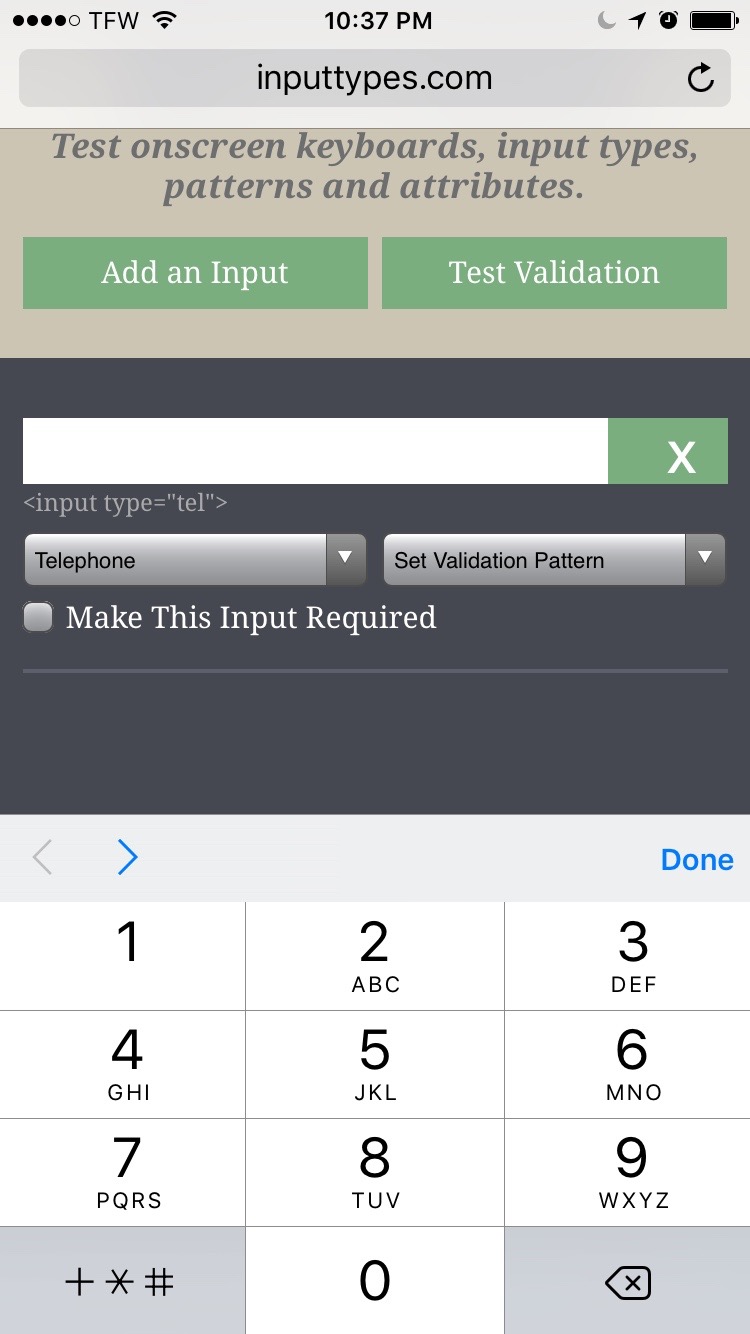 TFW 10:37 PM
inputtypes.com
Test onscreen keyboards, input types,
patterns and attributes.
Add an Input Test Validation
X
<input type="tel">
Telephone Set Validation Pattern
Make This Input Required
Done
1 2 3
ABC DEF
4 5 6
GHI JKL MNO
7 8 9
PQRS TUV WXYZ
+ * # 0